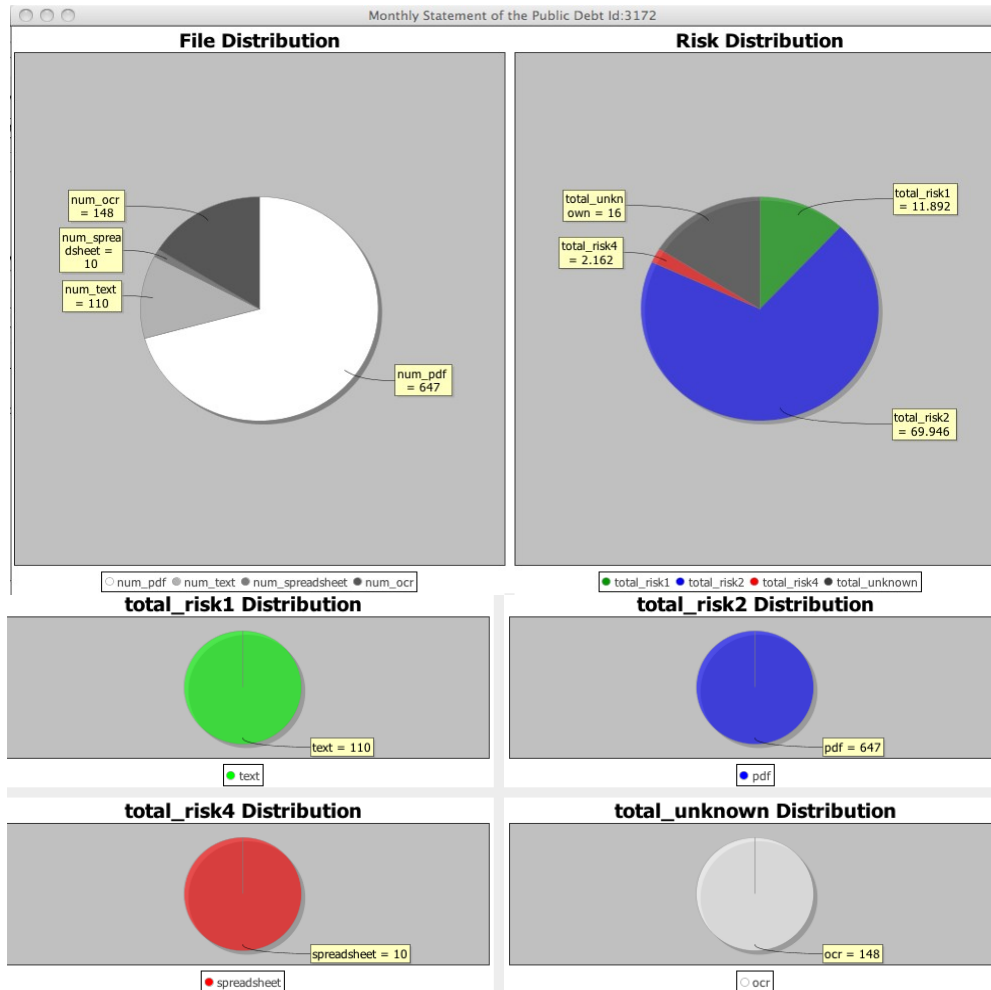 Monthly Statement of the Public Debt Id:3172
File Distribution
num_ocr
= 148
num_sprea
dsheet =
10
num_text
= 110
num_pdf
= 647
num_pdf num_text num_spreadsheet num_ocr
Risk Distribution
total_unkn
own = 16
total_risk1
= 11.892
total_risk4
= 2.162
total_risk2
= 69.946
total_risk1 total_risk2 total_risk4 total_unknown
total_risk1 Distribution
text = 110
text
total_risk2 Distribution
pdf = 647
pdf
total_risk4 Distribution
spreadsheet = 10
spreadsheet
total_unknown Distribution
ocr = 148
ocr